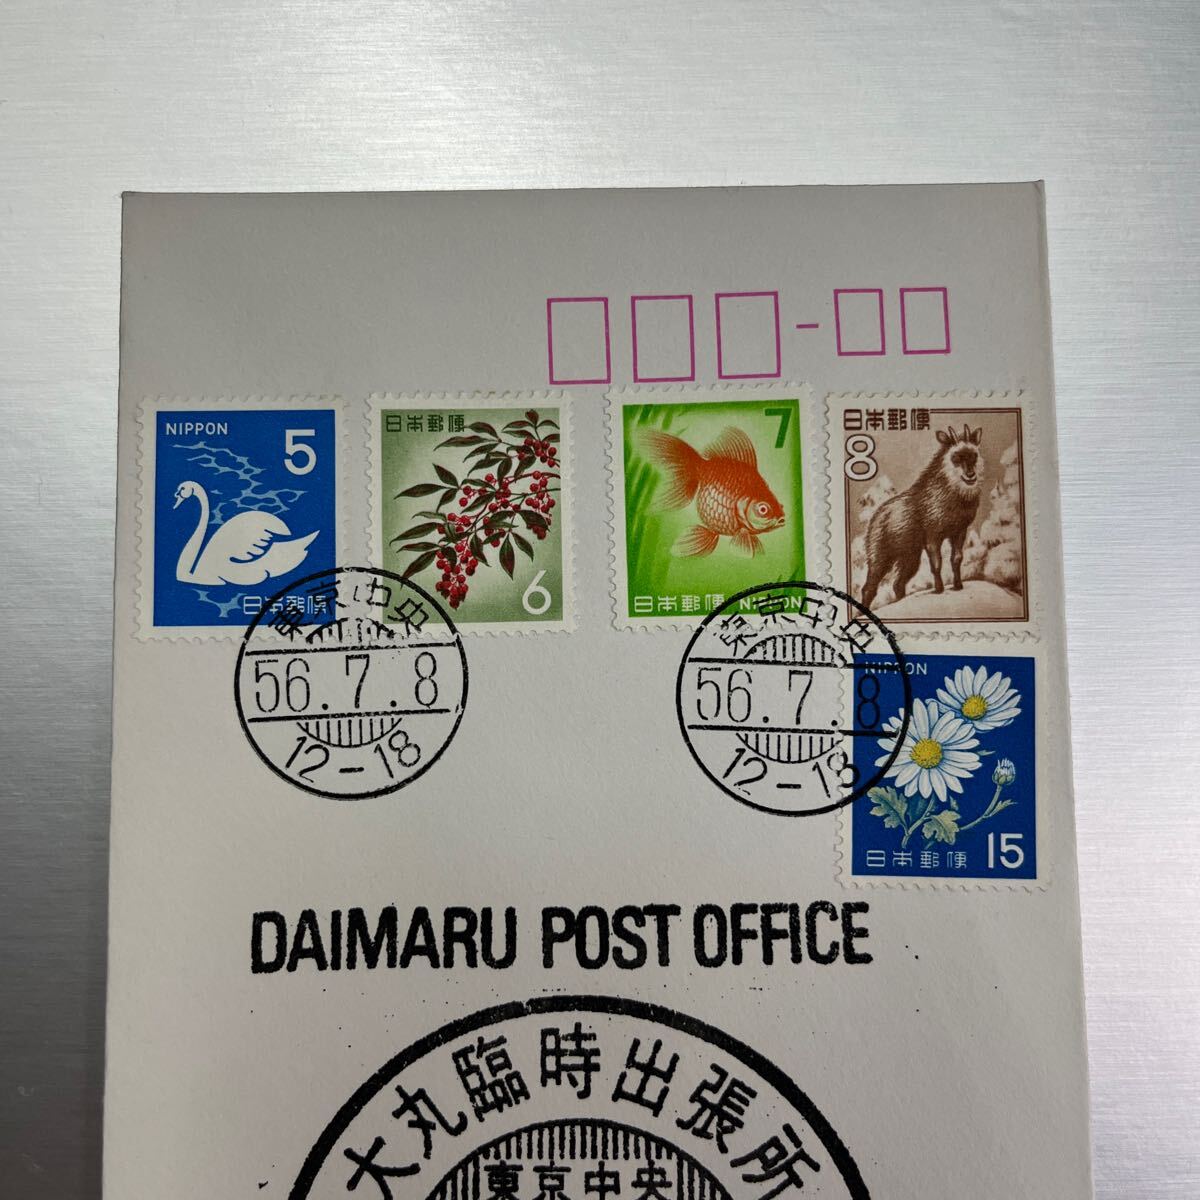 NIPPON 5
日本郵便
日本郵便
6
7
日本郵便 NIPPON
日本郵便
8
NIPPON
日本郵便 15
東京中央
56.7.8
12-18
東京中央
56.7.8
12-18
DAIMARU POST OFFICE
大丸臨時出張所
東京中央